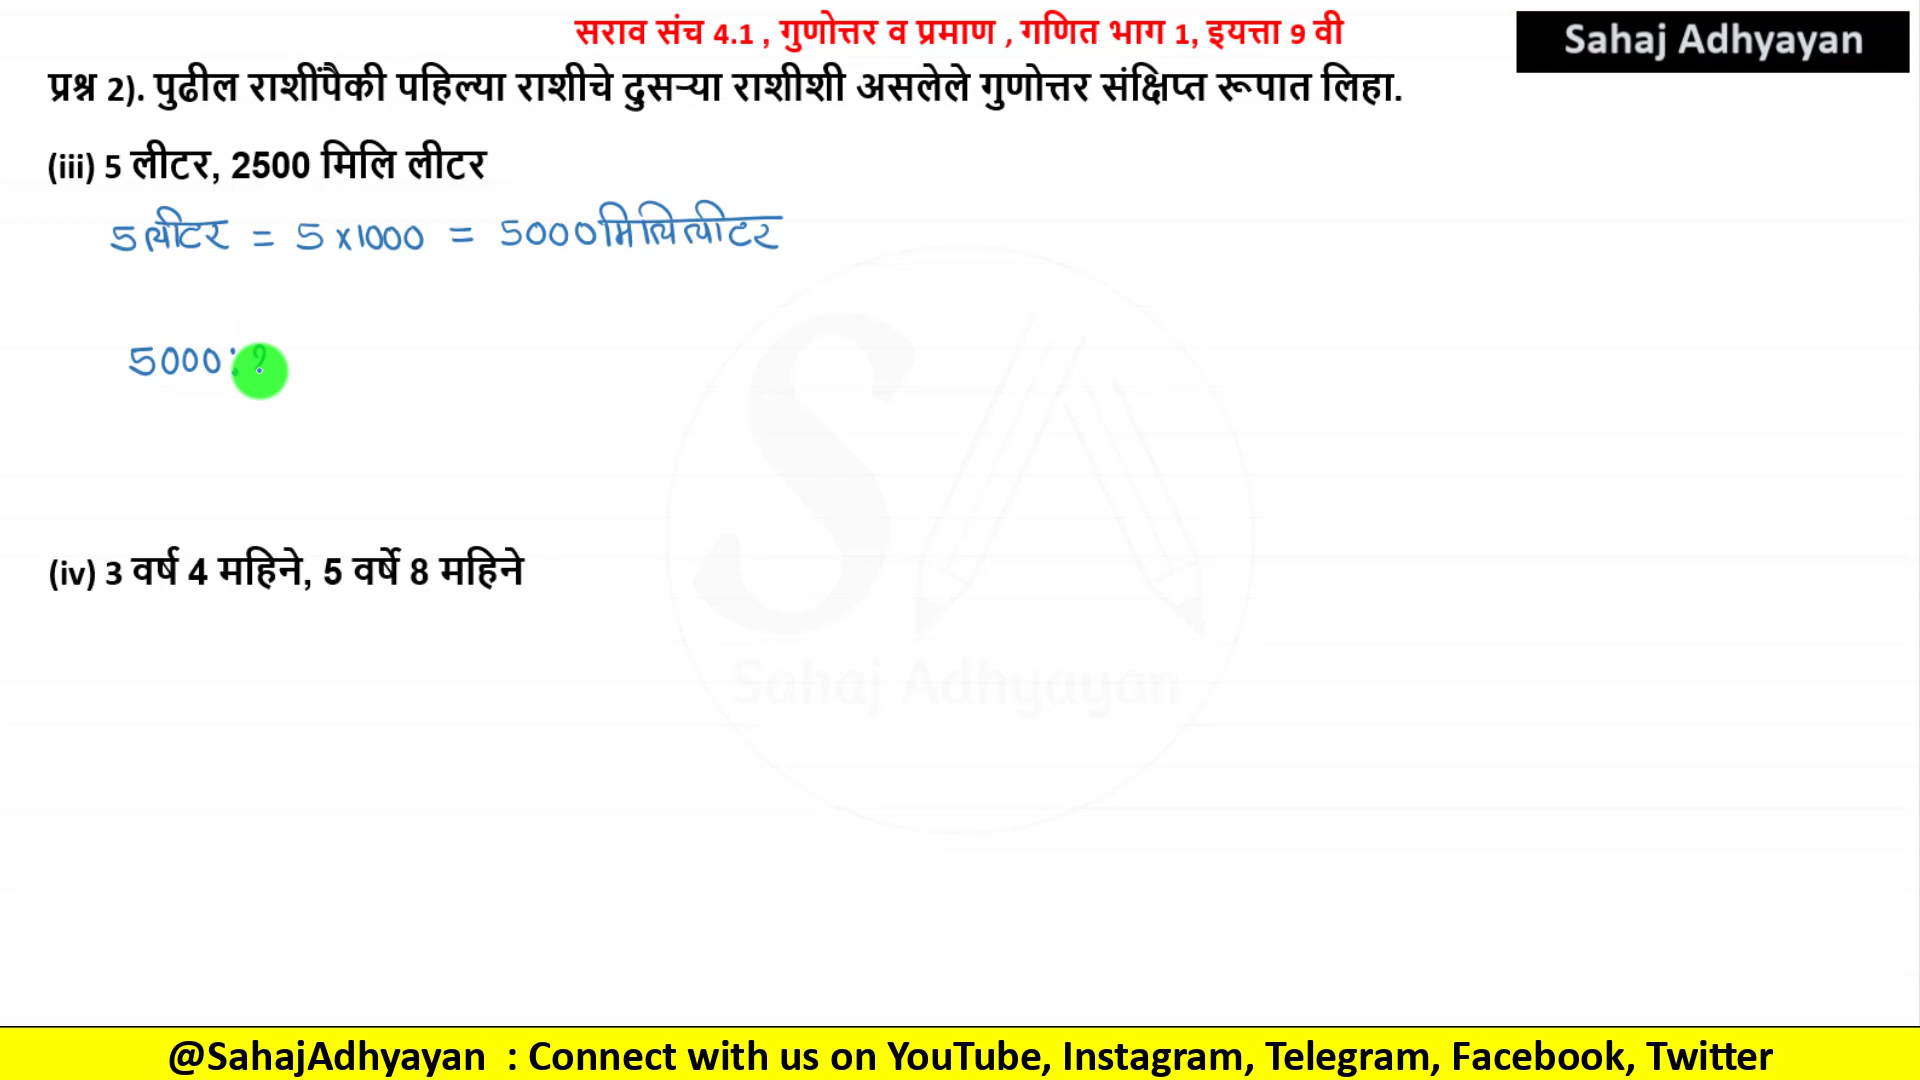 सराव संच 4.1 , गुणोत्तर व प्रमाण , गणित भाग 1, इयत्ता 9 वी
Sahaj Adhyayan
प्रश्न 2). पुढील राशींपैकी पहिल्या राशीचे दुसऱ्या राशीशी असलेले गुणोत्तर संक्षिप्त रूपात लिहा.
(iii) 5 लीटर, 2500 मिलि लीटर
5 लीटर = 5 × 1000 = 5000 मिलिलीटर
5000 : ?
(iv) 3 वर्ष 4 महिने, 5 वर्षे 8 महिने
SA
Sahaj Adhyayan
@SahajAdhyayan : Connect with us on YouTube, Instagram, Telegram, Facebook, Twitter